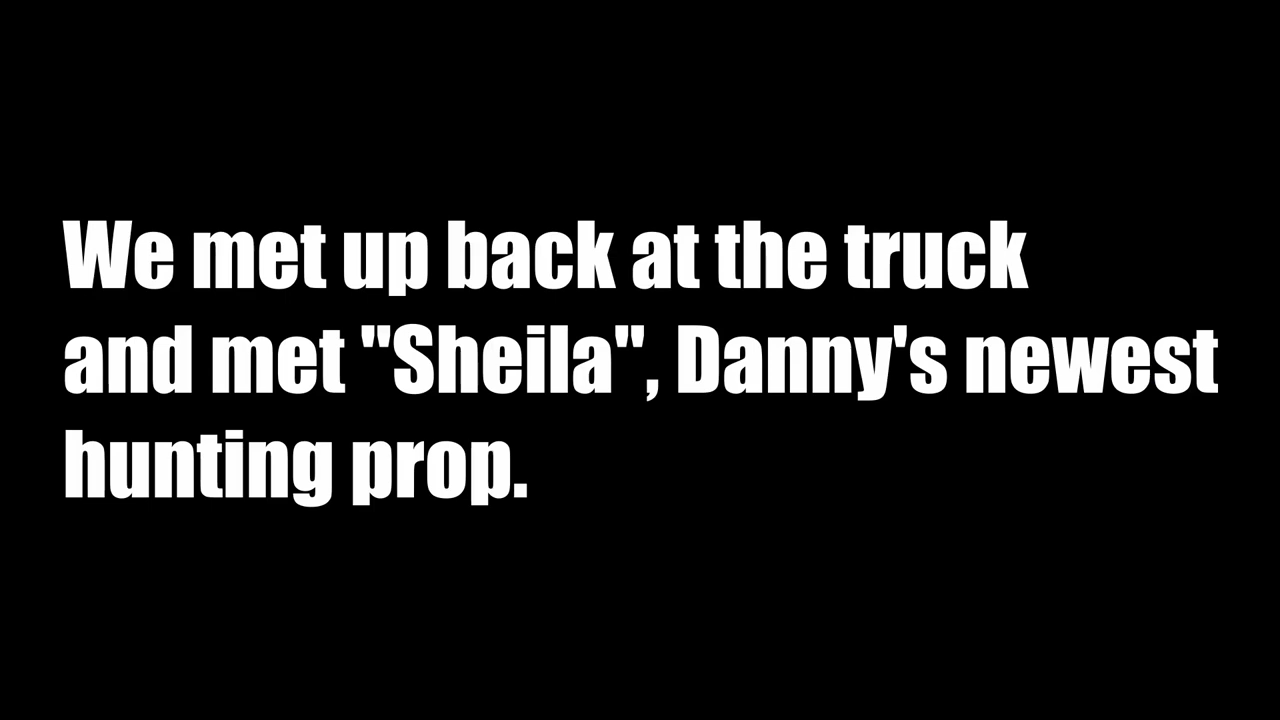 We met up back at the truck
and met "Sheila", Danny's newest
hunting prop.